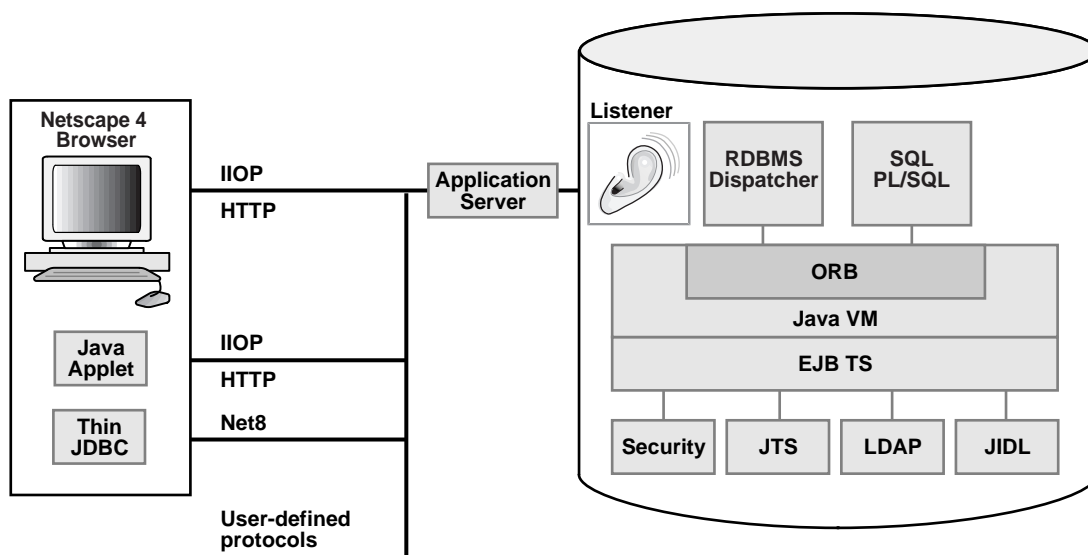 Netscape 4
Browser
Java
Applet
Thin
JDBC
IIOP
HTTP
IIOP
HTTP
Net8
User-defined
protocols
Application
Server
Listener
RDBMS
Dispatcher
SQL
PL/SQL
ORB
Java VM
EJB TS
Security
JTS
LDAP
JIDL